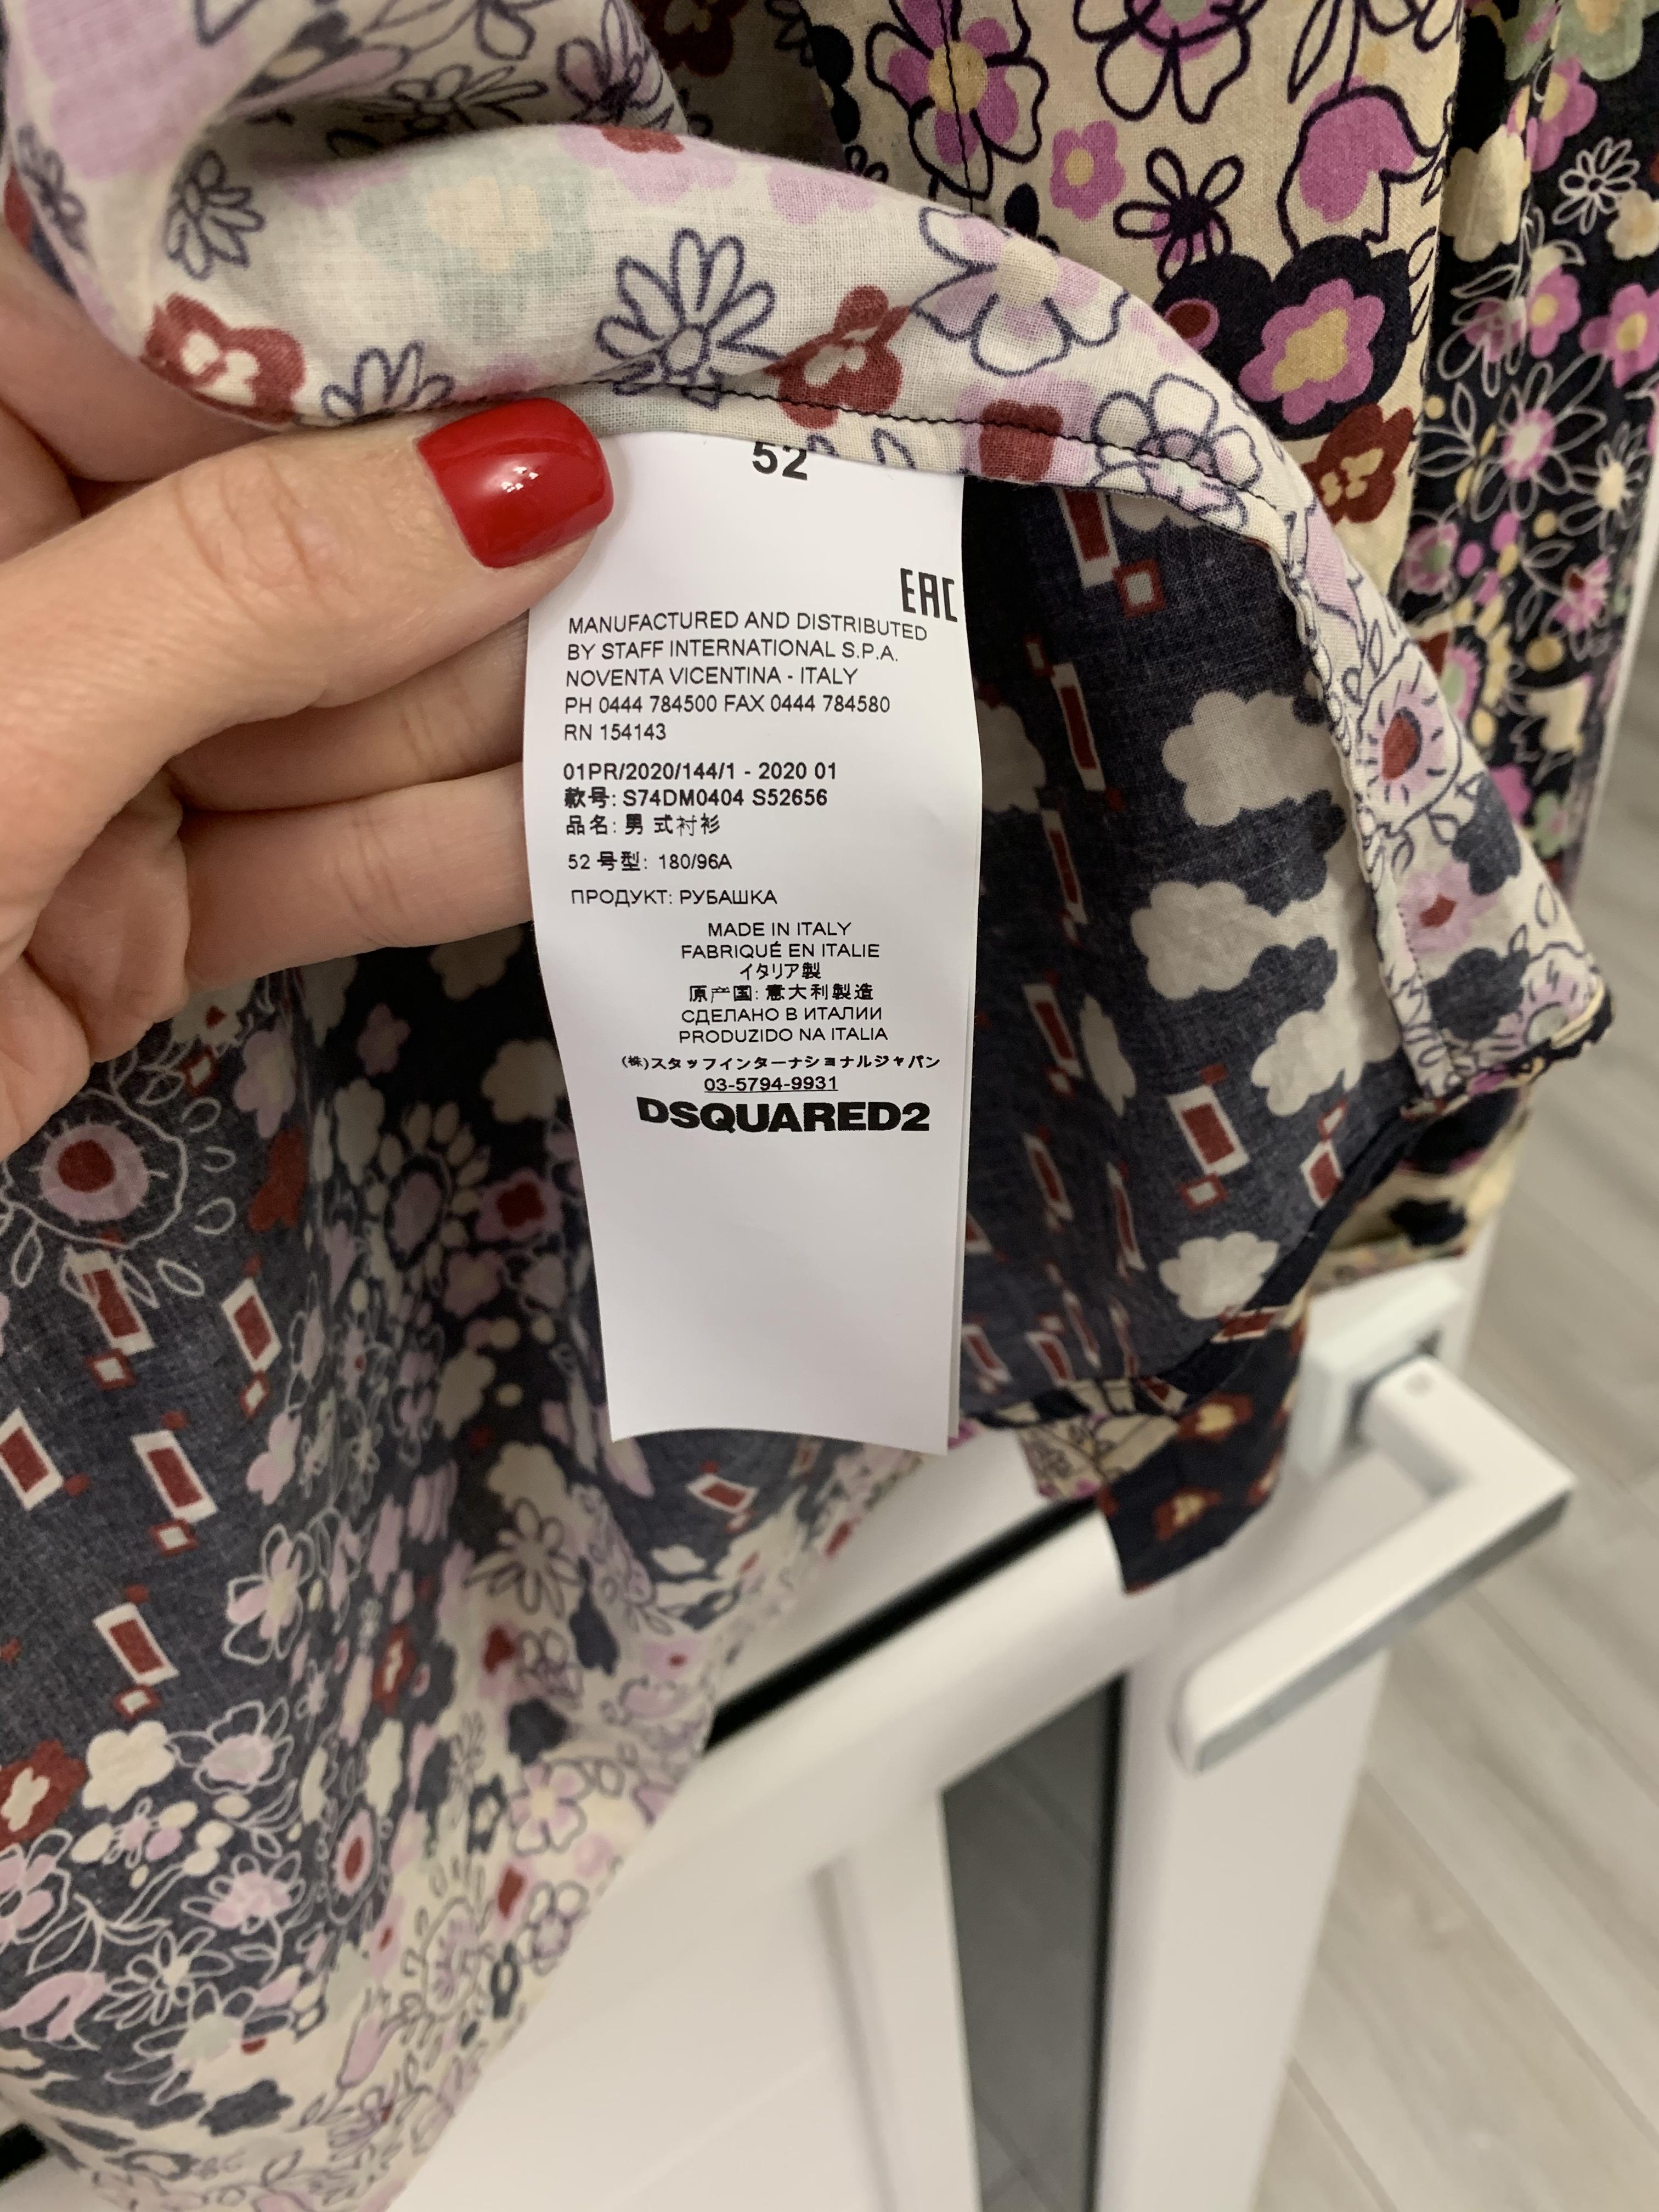 52
EAC
MANUFACTURED AND DISTRIBUTED
BY STAFF INTERNATIONAL S.P.A.
NOVENTA VICENTINA - ITALY
PH 0444 784500 FAX 0444 784580
RN 154143
01PR/2020/144/1 - 2020 01
款号: S74DM0404 S52656
品名: 男 式衬衫
52 号型: 180/96A
ПРОДУКТ: РУБАШКА
MADE IN ITALY
FABRIQUÉ EN ITALIE
イタリア製
原产国: 意大利製造
СДЕЛАНО В ИТАЛИИ
PRODUZIDO NA ITALIA
(株)スタッフインターナショナルジャパン
03-5794-9931
DSQUARED2